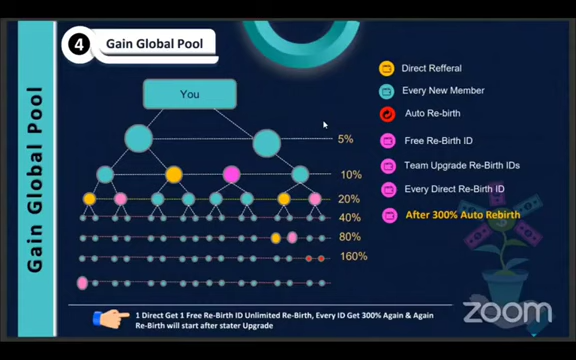 4 Gain Global Pool
Gain Global Pool
You
5%
10%
20%
40%
80%
160%
Direct Refferal
Every New Member
Auto Re-birth
Free Re-Birth ID
Team Upgrade Re-Birth IDs
Every Direct Re-Birth ID
After 300% Auto Rebirth
1 Direct Get 1 Free Re-Birth ID Unlimited Re-Birth, Every ID Get 300% Again & Again
Re-Birth will start after stater Upgrade
zoom